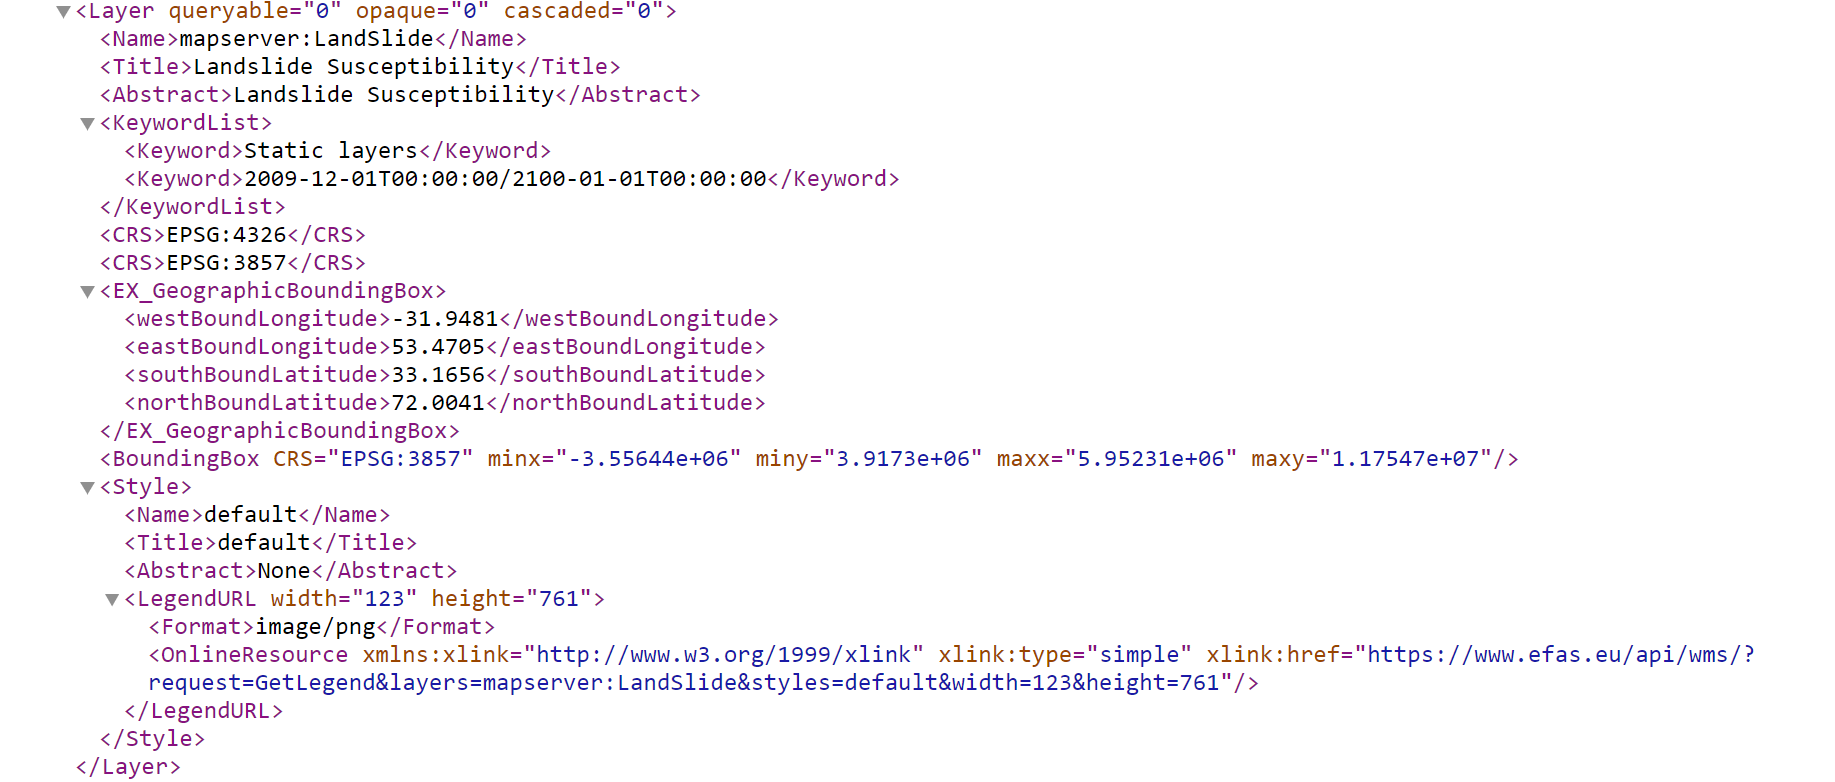 ▼<Layer queryable="0" opaque="0" cascaded="0">
<Name>mapserver:LandSlide</Name>
<Title>Landslide Susceptibility</Title>
<Abstract>Landslide Susceptibility</Abstract>
▼<KeywordList>
<Keyword>Static layers</Keyword>
<Keyword>2009-12-01T00:00:00/2100-01-01T00:00:00</Keyword>
</KeywordList>
<CRS>EPSG:4326</CRS>
<CRS>EPSG:3857</CRS>
▼<EX_GeographicBoundingBox>
<westBoundLongitude>-31.9481</westBoundLongitude>
<eastBoundLongitude>53.4705</eastBoundLongitude>
<southBoundLatitude>33.1656</southBoundLatitude>
<northBoundLatitude>72.0041</northBoundLatitude>
</EX_GeographicBoundingBox>
<BoundingBox CRS="EPSG:3857" minx="-3.55644e+06" miny="3.9173e+06" maxx="5.95231e+06" maxy="1.17547e+07"/>
▼<Style>
<Name>default</Name>
<Title>default</Title>
<Abstract>None</Abstract>
▼<LegendURL width="123" height="761">
<Format>image/png</Format>
<OnlineResource xmlns:xlink="http://www.w3.org/1999/xlink" xlink:type="simple" xlink:href="https://www.efas.eu/api/wms/?
request=GetLegend&layers=mapserver:LandSlide&styles=default&width=123&height=761"/>
</LegendURL>
</Style>
</Layer>